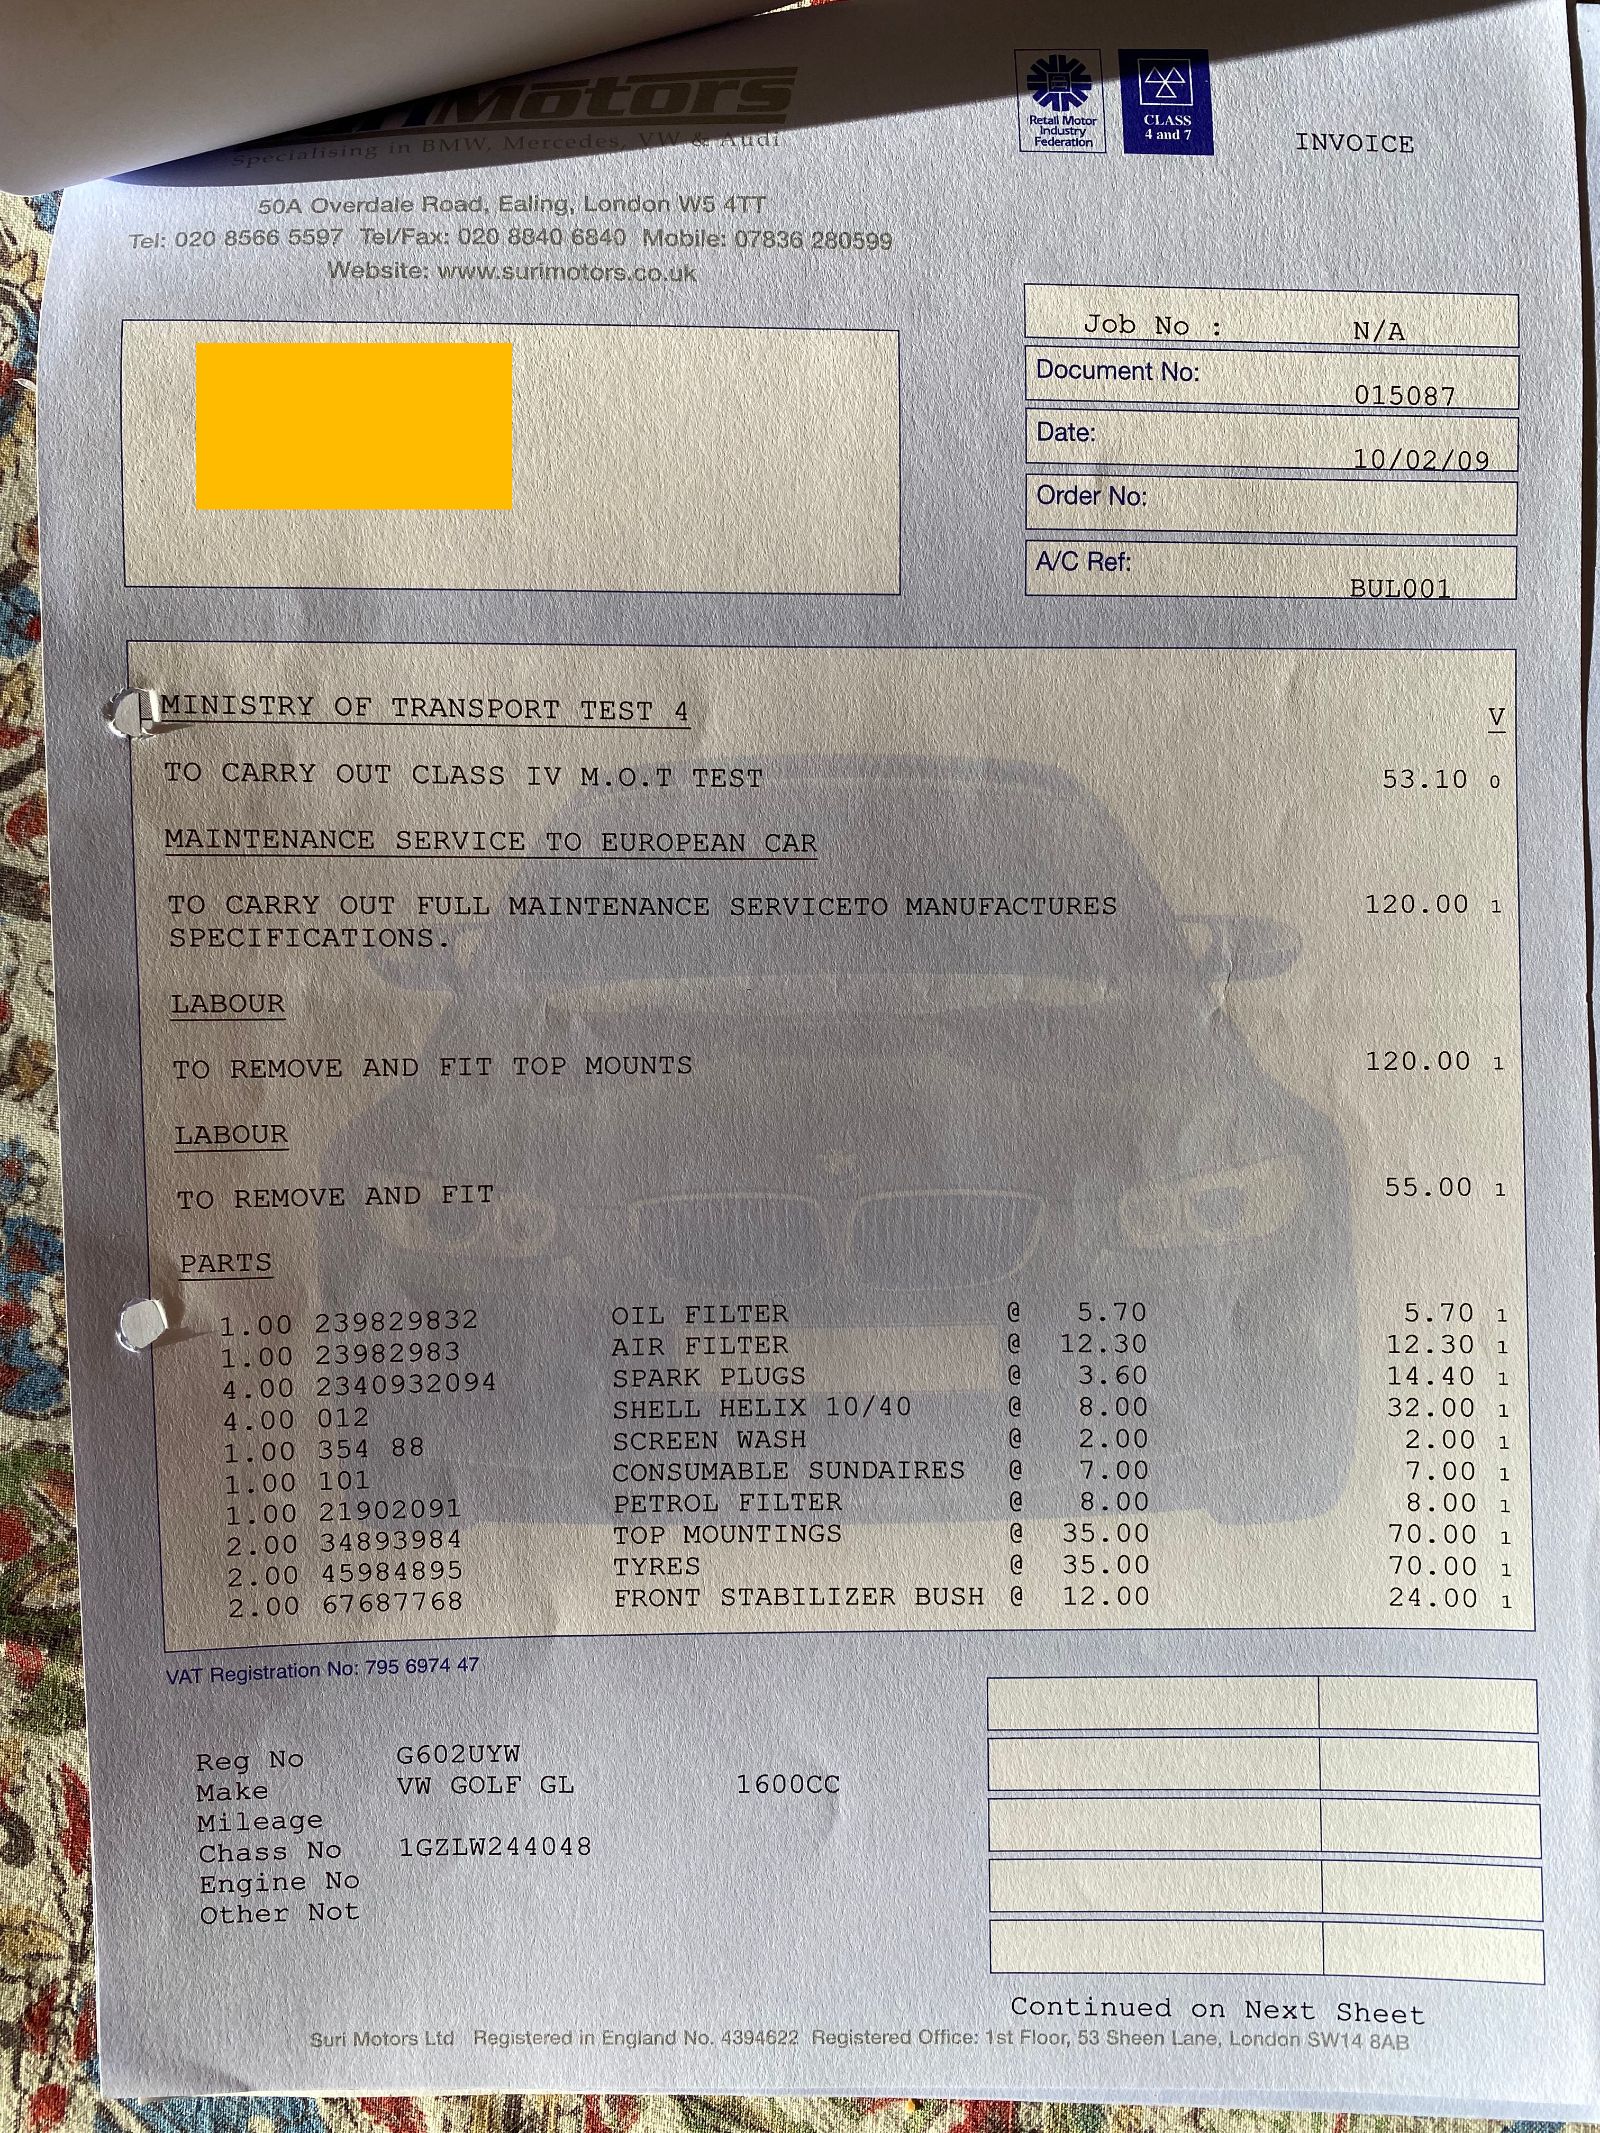 Motors
Specialising in BMW, Mercedes, VW & Audi
Retail Motor
Industry
Federation
CLASS
4 and 7
INVOICE
50A Overdale Road, Ealing, London W5 4TT
Tel: 020 8566 5597 Tel/Fax: 020 8840 6840 Mobile: 07836 280599
Website: www.surimotors.co.uk
Job No : N/A
Document No: 015087
Date: 10/02/09
Order No:
A/C Ref: BUL001
MINISTRY OF TRANSPORT TEST 4 V
TO CARRY OUT CLASS IV M.O.T TEST 53.10 0
MAINTENANCE SERVICE TO EUROPEAN CAR
TO CARRY OUT FULL MAINTENANCE SERVICETO MANUFACTURES 120.00 1
SPECIFICATIONS.
LABOUR
TO REMOVE AND FIT TOP MOUNTS 120.00 1
LABOUR
TO REMOVE AND FIT 55.00 1
PARTS
1.00 239829832 OIL FILTER @ 5.70 5.70 1
1.00 23982983 AIR FILTER @ 12.30 12.30 1
4.00 2340932094 SPARK PLUGS @ 3.60 14.40 1
4.00 012 SHELL HELIX 10/40 @ 8.00 32.00 1
1.00 354 88 SCREEN WASH @ 2.00 2.00 1
1.00 101 CONSUMABLE SUNDAIRES @ 7.00 7.00 1
1.00 21902091 PETROL FILTER @ 8.00 8.00 1
2.00 34893984 TOP MOUNTINGS @ 35.00 70.00 1
2.00 45984895 TYRES @ 35.00 70.00 1
2.00 67687768 FRONT STABILIZER BUSH @ 12.00 24.00 1
VAT Registration No: 795 6974 47
Reg No G602UYW
Make VW GOLF GL 1600CC
Mileage
Chass No 1GZLW244048
Engine No
Other Not
Continued on Next Sheet
Suri Motors Ltd Registered in England No. 4394622 Registered Office: 1st Floor, 53 Sheen Lane, London SW14 8AB